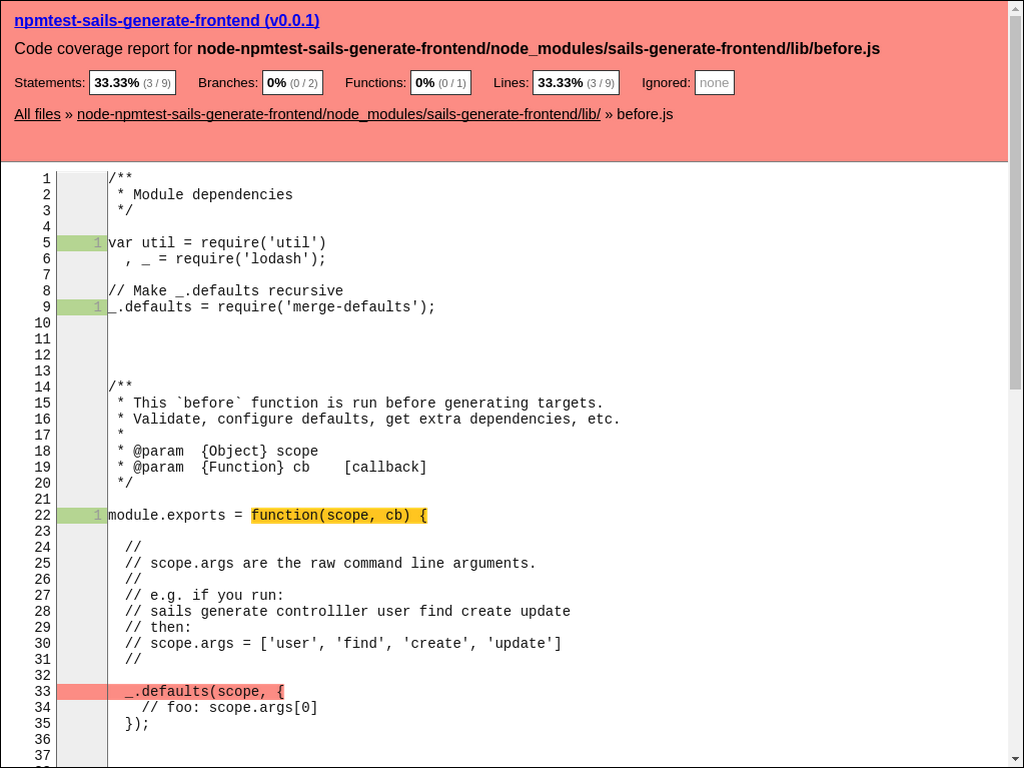 npmtest-sails-generate-frontend (v0.0.1)
Code coverage report for node-npmtest-sails-generate-frontend/node_modules/sails-generate-frontend/lib/before.js
Statements: 33.33% (3 / 9) Branches: 0% (0 / 2) Functions: 0% (0 / 1) Lines: 33.33% (3 / 9) Ignored: none
All files » node-npmtest-sails-generate-frontend/node_modules/sails-generate-frontend/lib/ » before.js
1 /**
2  * Module dependencies
3  */
4
5 1 var util = require('util')
6   , _ = require('lodash');
7
8 // Make _.defaults recursive
9 1 _.defaults = require('merge-defaults');
10
11
12
13
14 /**
15  * This `before` function is run before generating targets.
16  * Validate, configure defaults, get extra dependencies, etc.
17  *
18  * @param  {Object} scope
19  * @param  {Function} cb    [callback]
20  */
21
22 1 module.exports = function(scope, cb) {
23
24   //
25   // scope.args are the raw command line arguments.
26   //
27   // e.g. if you run:
28   // sails generate controlller user find create update
29   // then:
30   // scope.args = ['user', 'find', 'create', 'update']
31   //
32
33   _.defaults(scope, {
34     // foo: scope.args[0]
35   });
36
37